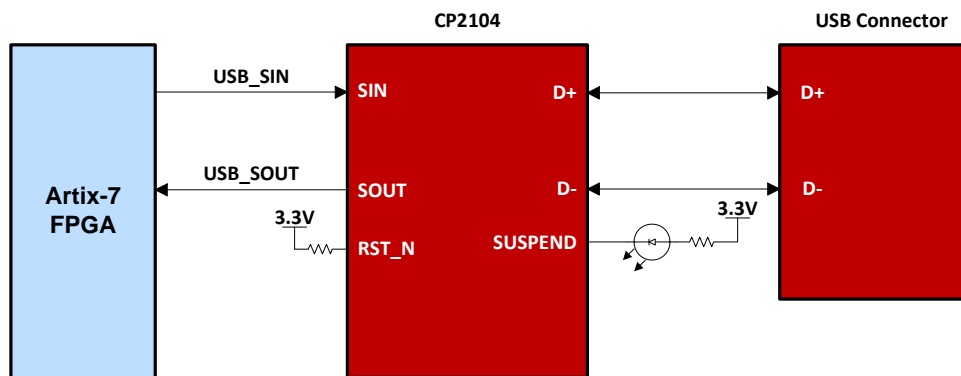 CP2104
USB Connector
USB_SIN
SIN
D+
D+
Artix-7
FPGA
USB_SOUT
SOUT
D-
D-
3.3V
RST_N
SUSPEND
3.3V